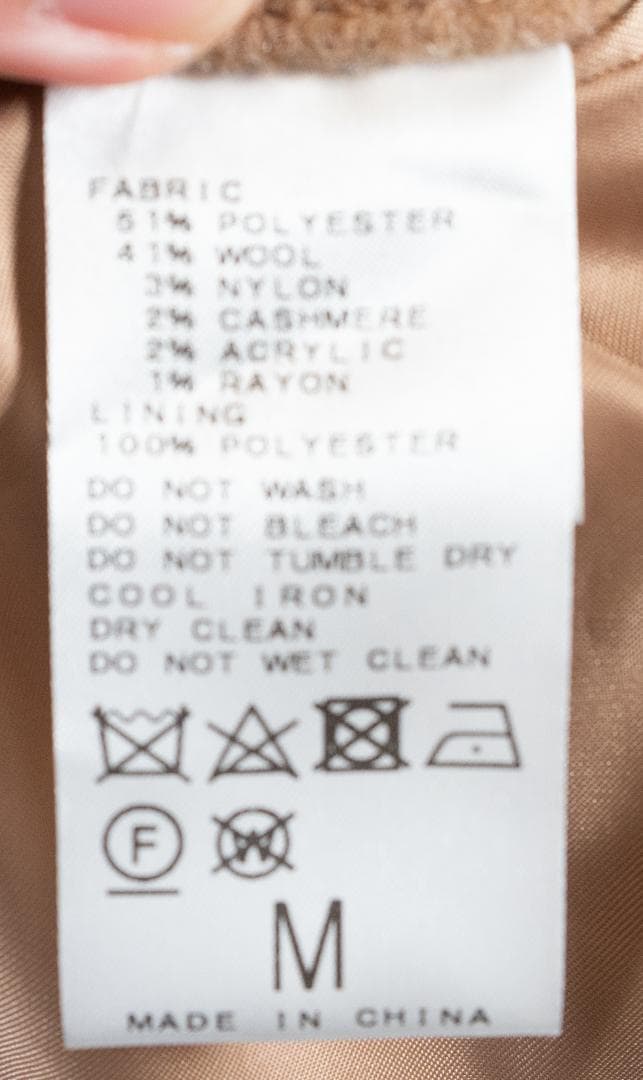 FABRIC
51% POLYESTER
41% WOOL
3% NYLON
2% CASHMERE
2% ACRYLIC
1% RAYON
LINING
100% POLYESTER
DO NOT WASH
DO NOT BLEACH
DO NOT TUMBLE DRY
COOL IRON
DRY CLEAN
DO NOT WET CLEAN
F W
M
MADE IN CHINA